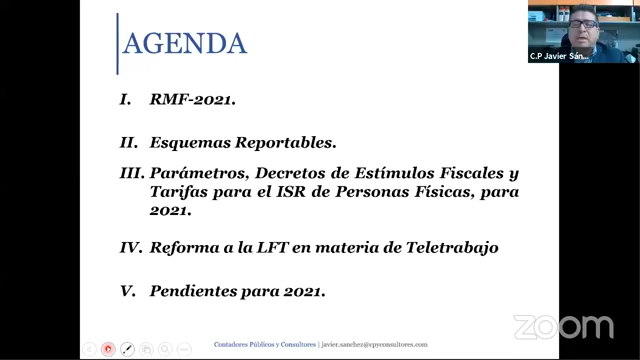 AGENDA
I. RMF-2021.
II. Esquemas Reportables.
III. Parámetros, Decretos de Estímulos Fiscales y
Tarifas para el ISR de Personas Físicas, para
2021.
IV. Reforma a la LFT en materia de Teletrabajo
V. Pendientes para 2021.
Contadores Públicos y Consultores | javier.sanchez@cpyconsultores.com
C.P Javier Sán...
zoom